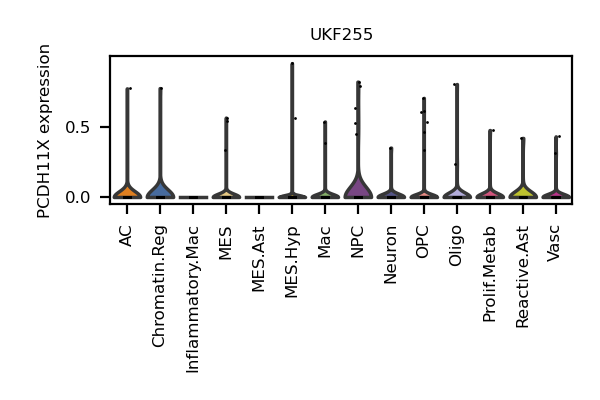 UKF255
PCDH11X expression
0.5
0.0
AC
Chromatin.Reg
Inflammatory.Mac
MES
MES.Ast
MES.Hyp
Mac
NPC
Neuron
OPC
Oligo
Prolif.Metab
Reactive.Ast
Vasc